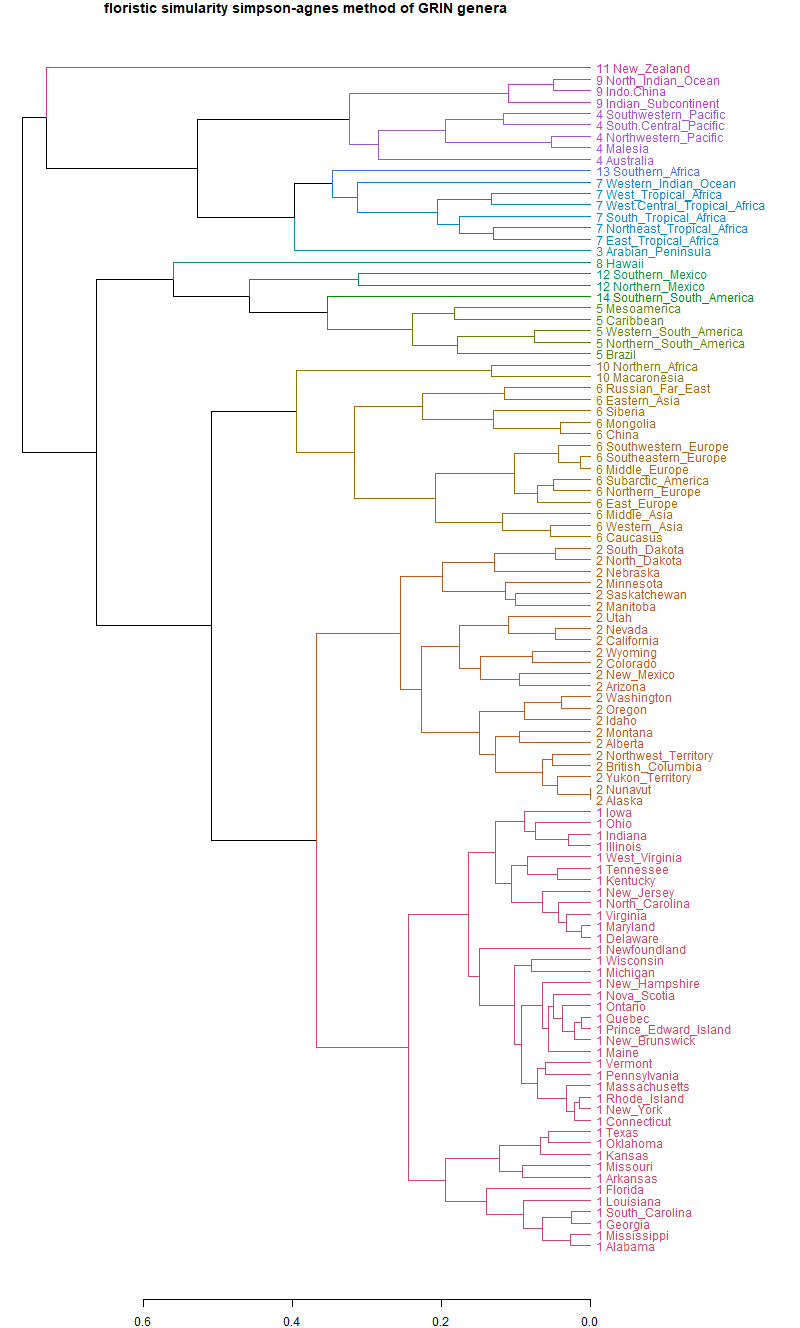 floristic simularity simpson-agnes method of GRIN genera
11 New_Zealand
9 North_Indian_Ocean
9 Indo.China
9 Indian_Subcontinent
4 Southwestern_Pacific
4 South.Central_Pacific
4 Northwestern_Pacific
4 Malesia
4 Australia
13 Southern_Africa
7 Western_Indian_Ocean
7 West_Tropical_Africa
7 West.Central_Tropical_Africa
7 South_Tropical_Africa
7 Northeast_Tropical_Africa
7 East_Tropical_Africa
3 Arabian_Peninsula
8 Hawaii
12 Southern_Mexico
12 Northern_Mexico
14 Southern_South_America
5 Mesoamerica
5 Caribbean
5 Western_South_America
5 Northern_South_America
5 Brazil
10 Northern_Africa
10 Macaronesia
6 Russian_Far_East
6 Eastern_Asia
6 Siberia
6 Mongolia
6 China
6 Southwestern_Europe
6 Southeastern_Europe
6 Middle_Europe
6 Subarctic_America
6 Northern_Europe
6 East_Europe
6 Middle_Asia
6 Western_Asia
6 Caucasus
2 South_Dakota
2 North_Dakota
2 Nebraska
2 Minnesota
2 Saskatchewan
2 Manitoba
2 Utah
2 Nevada
2 California
2 Wyoming
2 Colorado
2 New_Mexico
2 Arizona
2 Washington
2 Oregon
2 Idaho
2 Montana
2 Alberta
2 Northwest_Territory
2 British_Columbia
2 Yukon_Territory
2 Nunavut
2 Alaska
1 Iowa
1 Ohio
1 Indiana
1 Illinois
1 West_Virginia
1 Tennessee
1 Kentucky
1 New_Jersey
1 North_Carolina
1 Virginia
1 Maryland
1 Delaware
1 Newfoundland
1 Wisconsin
1 Michigan
1 New_Hampshire
1 Nova_Scotia
1 Ontario
1 Quebec
1 Prince_Edward_Island
1 New_Brunswick
1 Maine
1 Vermont
1 Pennsylvania
1 Massachusetts
1 Rhode_Island
1 New_York
1 Connecticut
1 Texas
1 Oklahoma
1 Kansas
1 Missouri
1 Arkansas
1 Florida
1 Louisiana
1 South_Carolina
1 Georgia
1 Mississippi
1 Alabama
0.6 0.4 0.2 0.0